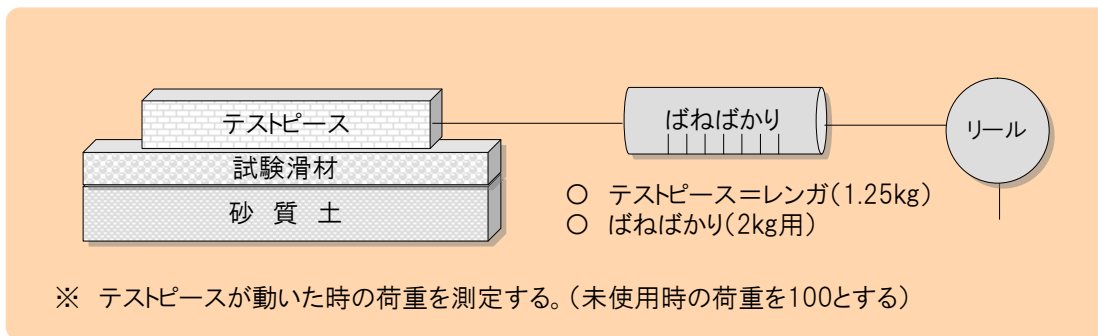 テストピース
ばねばかり
リール
試験滑材
砂 質 土
○ テストピース＝レンガ(1.25kg)
○ ばねばかり(2kg用)
※ テストピースが動いた時の荷重を測定する。(未使用時の荷重を100とする)